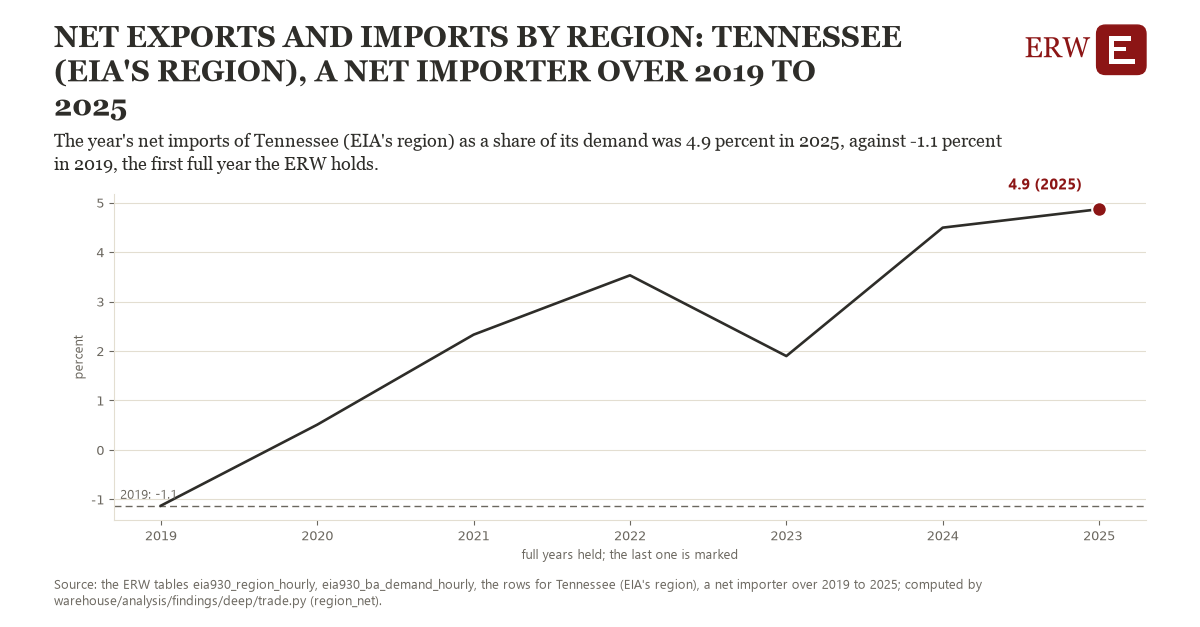 NET EXPORTS AND IMPORTS BY REGION: TENNESSEE
(EIA'S REGION), A NET IMPORTER OVER 2019 TO
2025
ERW E
The year's net imports of Tennessee (EIA's region) as a share of its demand was 4.9 percent in 2025, against -1.1 percent
in 2019, the first full year the ERW holds.
4.9 (2025)
5
4
3
2
1
0
-1
percent
2019: -1.1
2019 2020 2021 2022 2023 2024 2025
full years held; the last one is marked
Source: the ERW tables eia930_region_hourly, eia930_ba_demand_hourly, the rows for Tennessee (EIA's region), a net importer over 2019 to 2025; computed by
warehouse/analysis/findings/deep/trade.py (region_net).